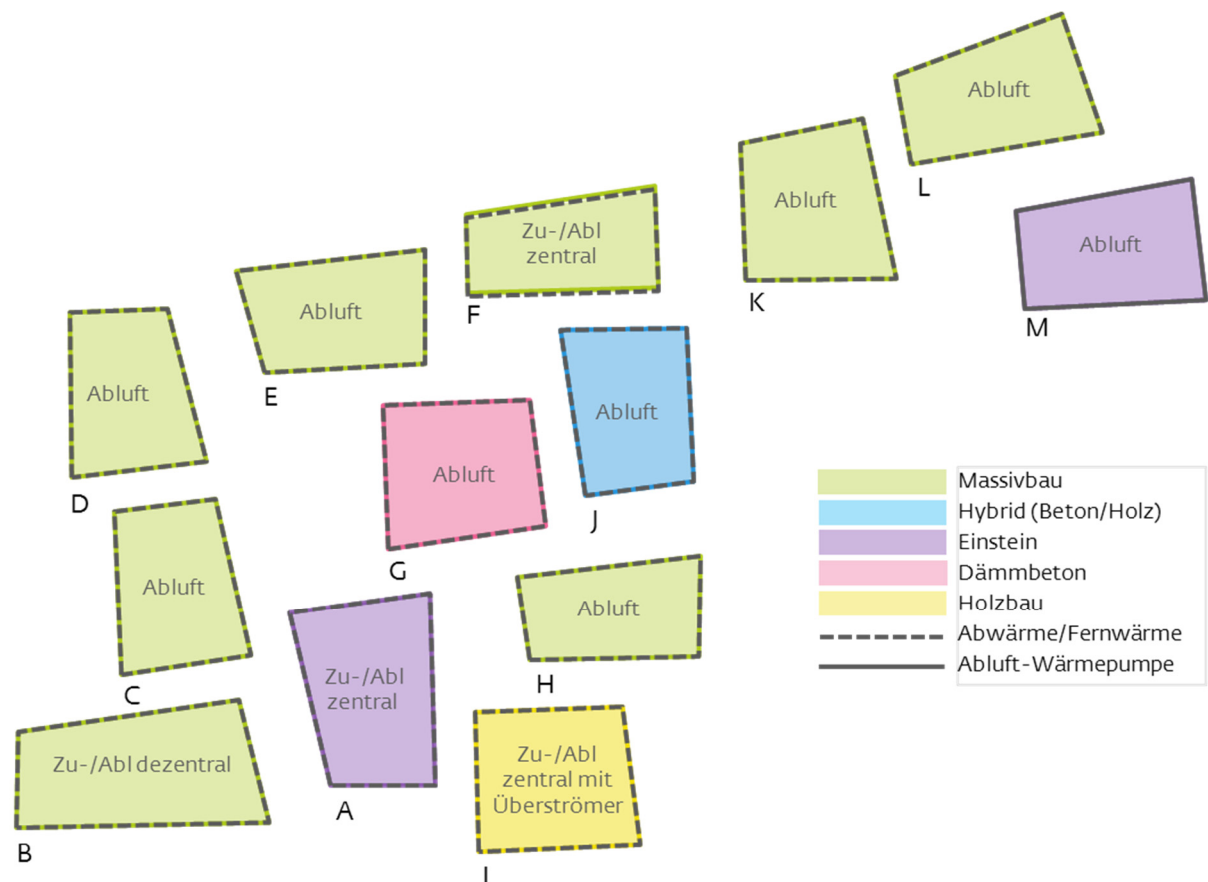 Abluft
L
Abluft
K
Abluft
M
Zu-/Abl
zentral
F
Abluft
E
Abluft
D
Abluft
J
Abluft
G
Abluft
C
Abluft
H
Zu-/Abl
zentral
A
Zu-/Abl dezentral
B
Zu-/Abl
zentral mit
Überströmer
I
Massivbau
Hybrid (Beton/Holz)
Einstein
Dämmbeton
Holzbau
Abwärme/Fernwärme
Abluft-Wärmepumpe